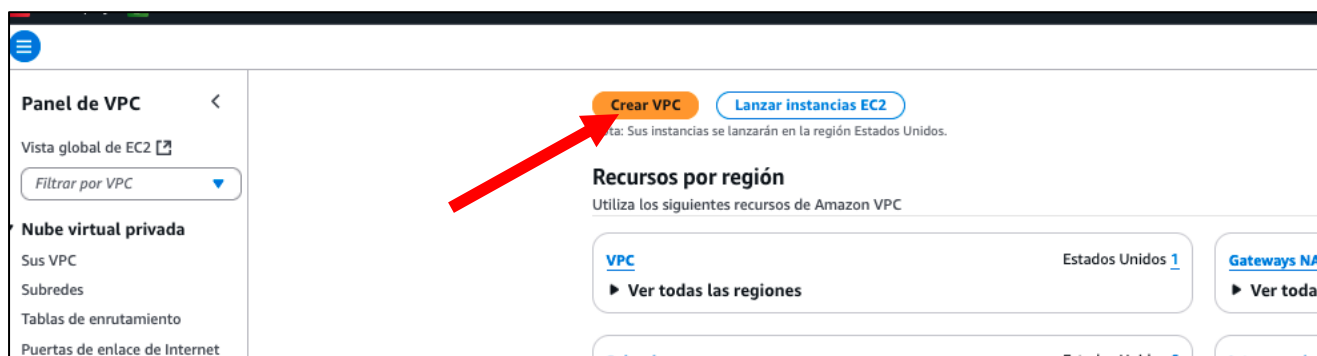 Panel de VPC
Vista global de EC2
Filtrar por VPC
Nube virtual privada
Sus VPC
Subredes
Tablas de enrutamiento
Puertas de enlace de Internet
Crear VPC
Lanzar instancias EC2
Sus instancias se lanzarán en la región Estados Unidos.
Recursos por región
Utiliza los siguientes recursos de Amazon VPC
VPC
Estados Unidos 1
Ver todas las regiones
Gateways NA
Ver toda